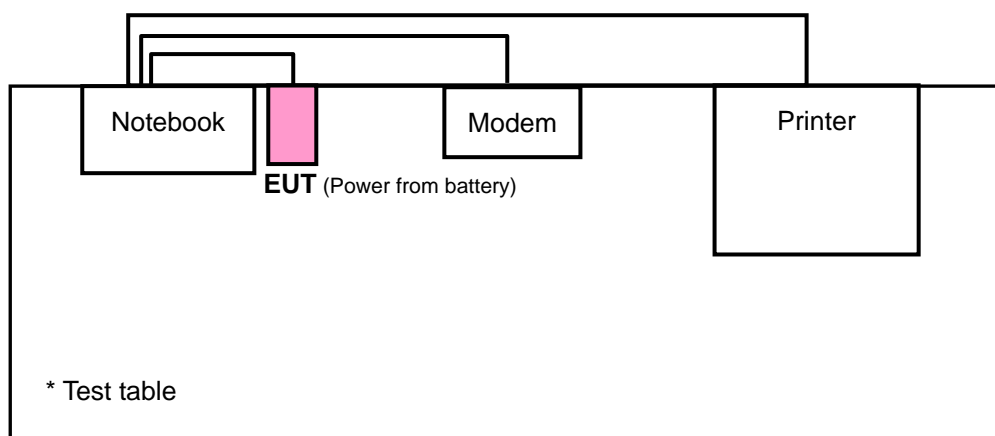 Notebook
Modem
Printer
EUT (Power from battery)
* Test table